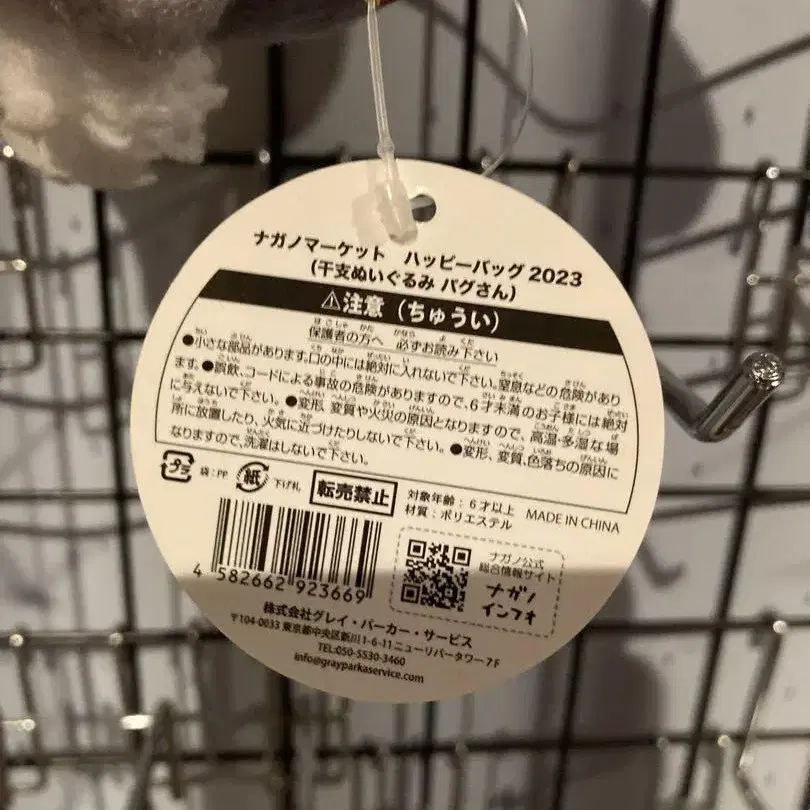 ナガノマーケット ハッピーバッグ 2023
(干支ぬいぐるみ パグさん)
⚠注意(ちゅうい)
保護者の方へ 必ずお読み下さい
●小さな部品があります。口の中には絶対に入れないで下さい。窒息などの危険があり
ます。●誤飲、コードによる事故の危険がありますので、6才未満のお子様には絶対
に与えないで下さい。●変形 変質や火災の原因となりますので、高温・多湿な場
所に放置したり、火気に近づけたりしないで下さい。●変形、変質、色落ちの原因に
なりますので、洗濯はしないで下さい。
プラ 袋:PP 紙 下げ札 転売禁止 対象年齢:6才以上
材質:ポリエステル MADE IN CHINA
4 582662 923669
ナガノ公式
総合情報サイト
ナガノ
インフォ
株式会社グレイ・パーカー・サービス
〒104-0033 東京都中央区新川1-6-11ニューリバータワー7F
TEL:050-5530-3460
info@grayparkaservice.com